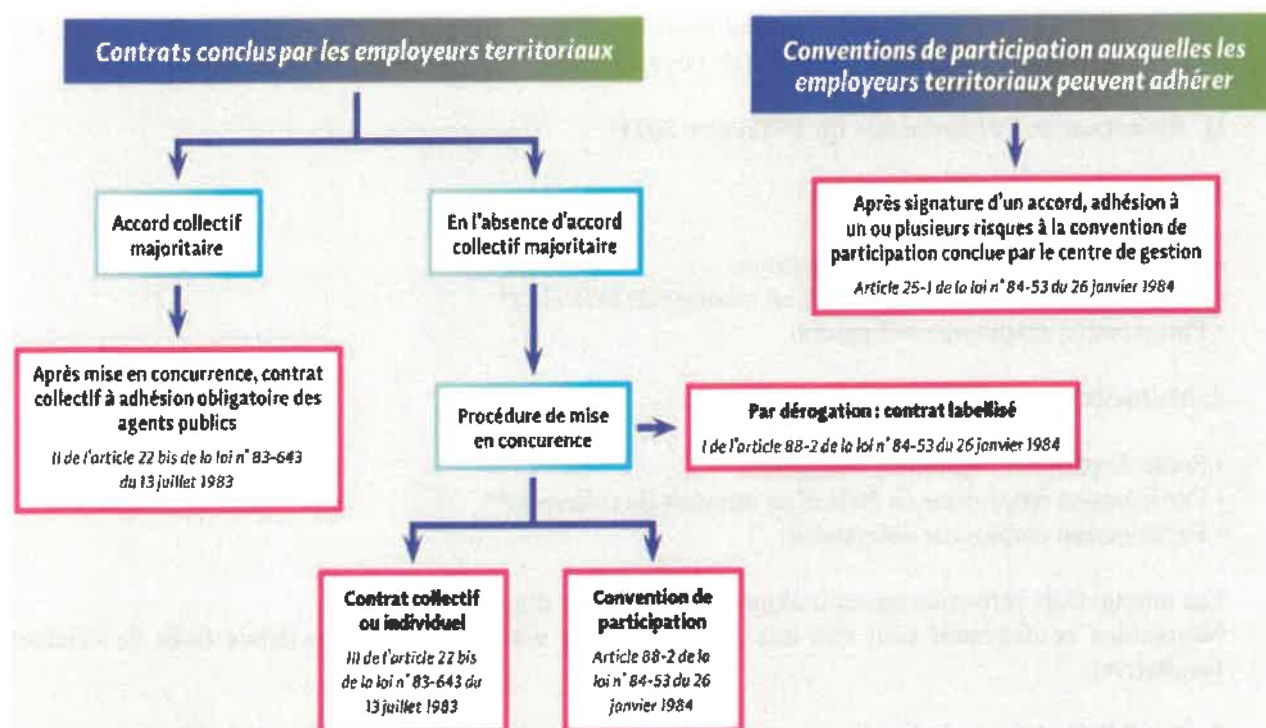 Contrats conclus par les employeurs territoriaux
Conventions de participation auxquelles les
employeurs territoriaux peuvent adhérer
Accord collectif
majoritaire
En l'absence d'accord
collectif majoritaire
Après signature d'un accord, adhésion à
un ou plusieurs risques à la convention de
participation conclue par le centre de gestion
Article 25-1 de la loi n° 84-53 du 26 janvier 1984
Après mise en concurrence, contrat
collectif à adhésion obligatoire des
agents publics
II de l'article 22 bis de la loi n° 83-643
du 13 juillet 1983
Procédure de mise
en concurence
Par dérogation : contrat labellisé
I de l'article 88-2 de la loi n° 84-53 du 26 janvier 1984
Contrat collectif
ou individuel
III de l'article 22 bis
de la loi n° 83-643 du
13 juillet 1983
Convention de
participation
Article 88-2 de la
loi n° 84-53 du 26
janvier 1984